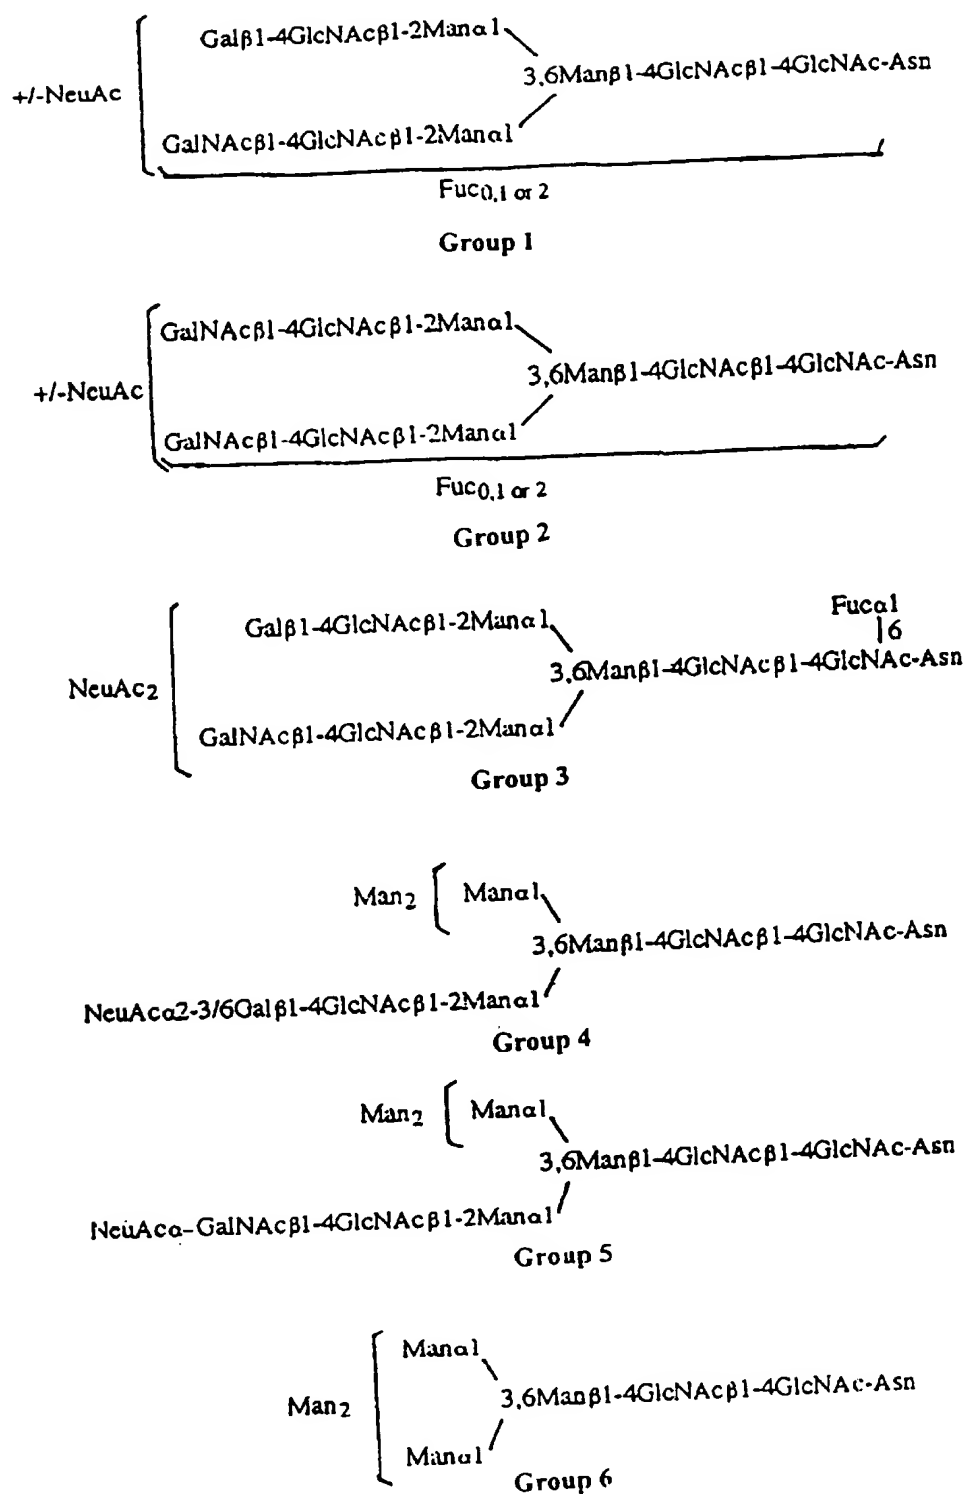 Galβ1-4GlcNAcβ1-2Manα1
3,6Manβ1-4GlcNAcβ1-4GlcNAc-Asn
+/-NeuAc
GalNAcβ1-4GlcNAcβ1-2Manα1
Fuc0,1 or 2
Group 1
GalNAcβ1-4GlcNAcβ1-2Manα1
3,6Manβ1-4GlcNAcβ1-4GlcNAc-Asn
+/-NeuAc
GalNAcβ1-4GlcNAcβ1-2Manα1
Fuc0,1 or 2
Group 2
Fucα1
Galβ1-4GlcNAcβ1-2Manα1
6
3,6Manβ1-4GlcNAcβ1-4GlcNAc-Asn
NeuAc2
GalNAcβ1-4GlcNAcβ1-2Manα1
Group 3
Man2 Manα1
3,6Manβ1-4GlcNAcβ1-4GlcNAc-Asn
NeuAcα2-3/6Galβ1-4GlcNAcβ1-2Manα1
Group 4
Man2 Manα1
3,6Manβ1-4GlcNAcβ1-4GlcNAc-Asn
NeuAcα-GalNAcβ1-4GlcNAcβ1-2Manα1
Group 5
Manα1
Man2
3,6Manβ1-4GlcNAcβ1-4GlcNAc-Asn
Manα1
Group 6